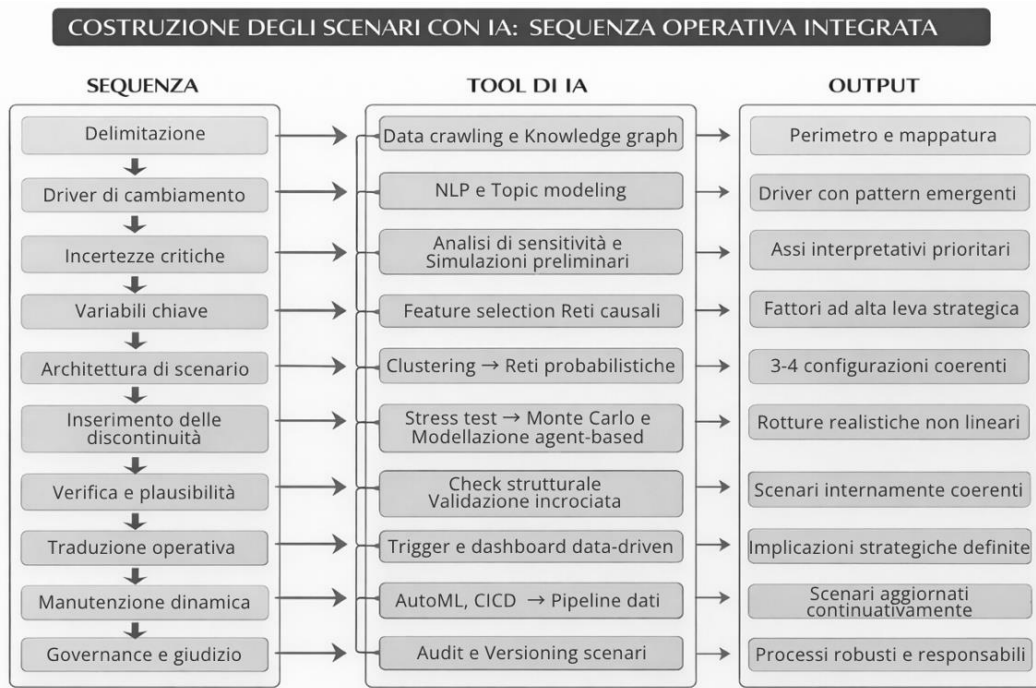 COSTRUZIONE DEGLI SCENARI CON IA: SEQUENZA OPERATIVA INTEGRATA
SEQUENZA
TOOL DI IA
OUTPUT
Delimitazione
Data crawling e Knowledge graph
Perimetro e mappatura
Driver di cambiamento
NLP e Topic modeling
Driver con pattern emergenti
Incertezze critiche
Analisi di sensitività e
Simulazioni preliminari
Assi interpretativi prioritari
Variabili chiave
Feature selection Reti causali
Fattori ad alta leva strategica
Architettura di scenario
Clustering → Reti probabilistiche
3-4 configurazioni coerenti
Inserimento delle
discontinuità
Stress test → Monte Carlo e
Modellazione agent-based
Rotture realistiche non lineari
Verifica e plausibilità
Check strutturale
Validazione incrociata
Scenari internamente coerenti
Traduzione operativa
Trigger e dashboard data-driven
Implicazioni strategiche definite
Manutenzione dinamica
AutoML, CICD → Pipeline dati
Scenari aggiornati
continuativamente
Governance e giudizio
Audit e Versioning scenari
Processi robusti e responsabili